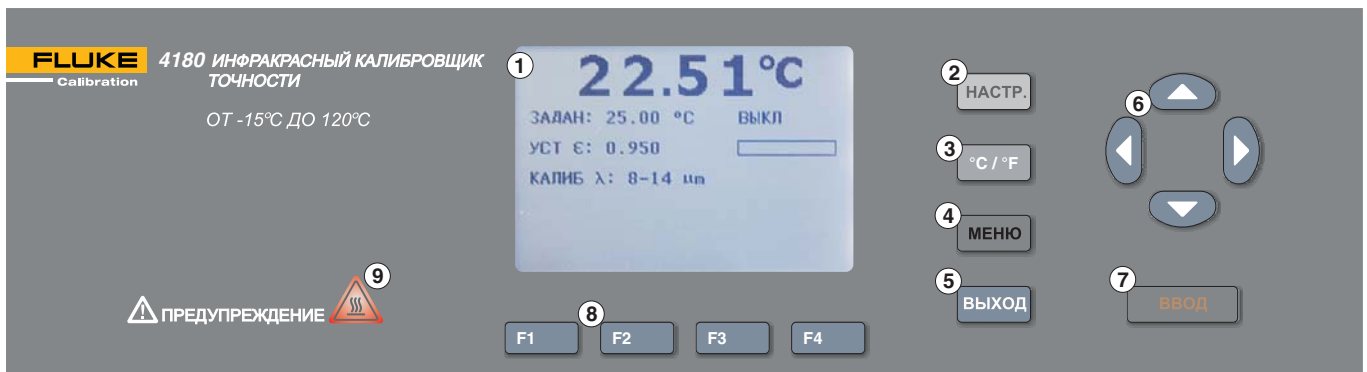 FLUKE
Calibration
4180 ИНФРАКРАСНЫЙ КАЛИБРОВЩИК
ТОЧНОСТИ
ОТ -15°C ДО 120°C
1
22.51°C
ЗАДАН: 25.00 °C ВЫКЛ
УСТ ε: 0.950
КАЛИБ λ: 8-14 µm
2
НАСТР.
3
°C / °F
4
МЕНЮ
5
ВЫХОД
6
7
ВВОД
8
F1 F2 F3 F4
9
ПРЕДУПРЕЖДЕНИЕ